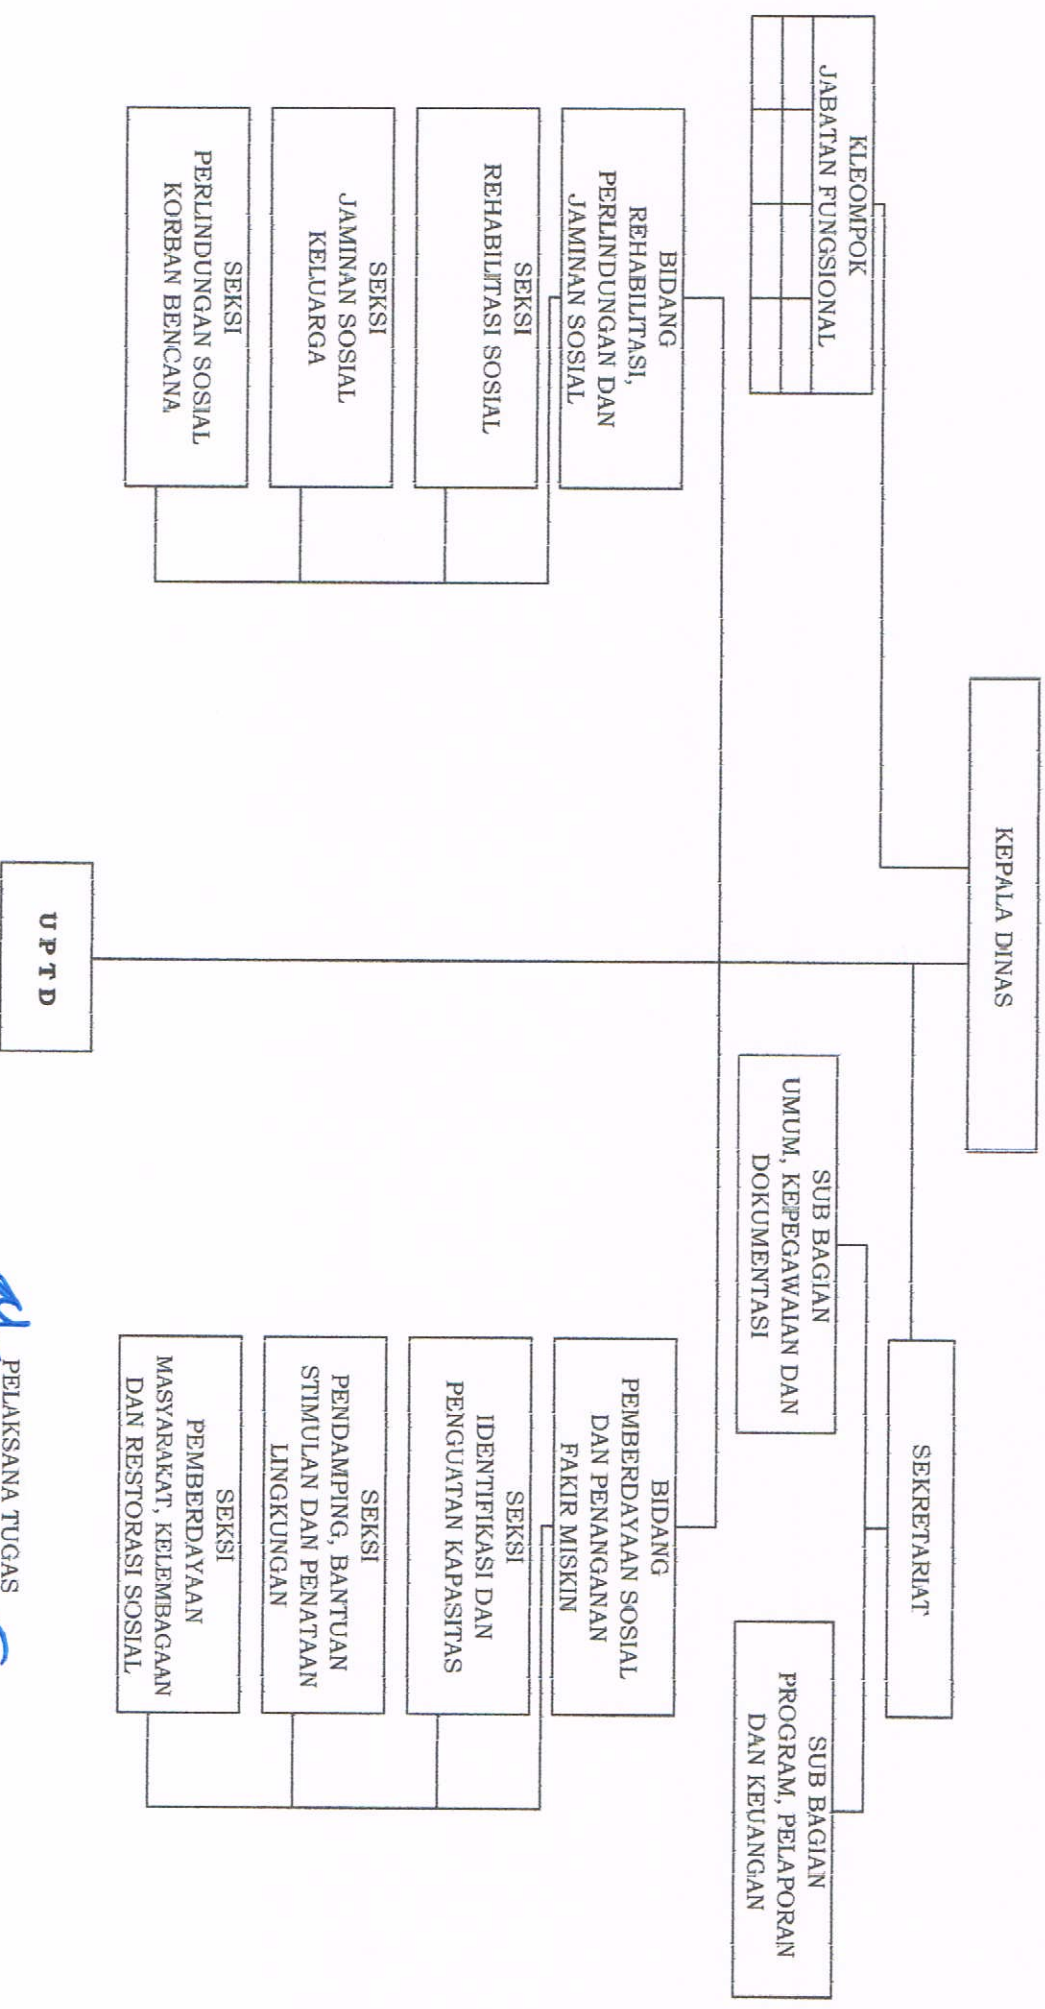 KEPALA DINAS
SEKRETARIAT
KLEOMPOK
JABATAN FUNGSIONAL
SUB BAGIAN
UMUM, KEPEGAWAIAN DAN
DOKUMENTASI
SUB BAGIAN
PROGRAM, PELAPORAN
DAN KEUANGAN
BIDANG
REHABILITASI,
PERLINDUNGAN DAN
JAMINAN SOSIAL
SEKSI
REHABILITASI SOSIAL
SEKSI
JAMINAN SOSIAL
KELUARGA
SEKSI
PERLINDUNGAN SOSIAL
KORBAN BENCANA
BIDANG
PEMBERDAYAAN SOSIAL
DAN PENANGANAN
FAKIR MISKIN
SEKSI
IDENTIFIKASI DAN
PENGUATAN KAPASITAS
SEKSI
PENDAMPING, BANTUAN
STIMULAN DAN PENATAAN
LINGKUNGAN
SEKSI
PEMBERDAYAAN
MASYARAKAT, KELEMBAGAAN
DAN RESTORASI SOSIAL
UPTD
PELAKSANA TUGAS